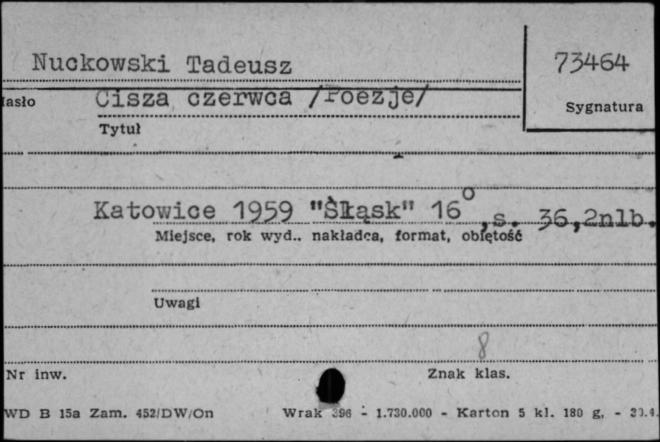 Nuckowski Tadeusz
73464
Hasło
Cisza czerwca /Poezje/
Sygnatura
Tytuł
Katowice 1959 "Śląsk" 16°, s. 36,2nlb.
Miejsce, rok wyd.. nakładca, format, objętość
Uwagi
8
Nr inw.
Znak klas.
WD B 15a Zam. 452/DW/On Wrak 396 - 1.730.000 - Karton 5 kl. 180 g, -